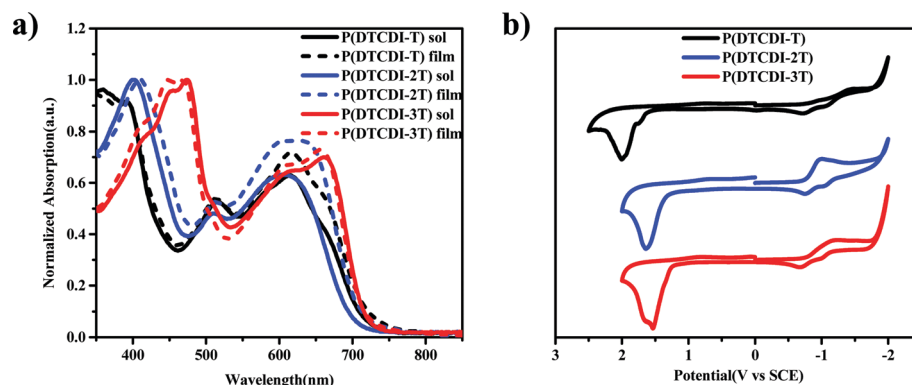 a)
Normalized Absorption(a.u.)
1.2
1.0
0.8
0.6
0.4
0.2
0.0
P(DTCDI-T) sol
P(DTCDI-T) film
P(DTCDI-2T) sol
P(DTCDI-2T) film
P(DTCDI-3T) sol
P(DTCDI-3T) film
400 500 600 700 800
Wavelength(nm)
b)
P(DTCDI-T)
P(DTCDI-2T)
P(DTCDI-3T)
3 2 1 0 -1 -2
Potential(V vs SCE)